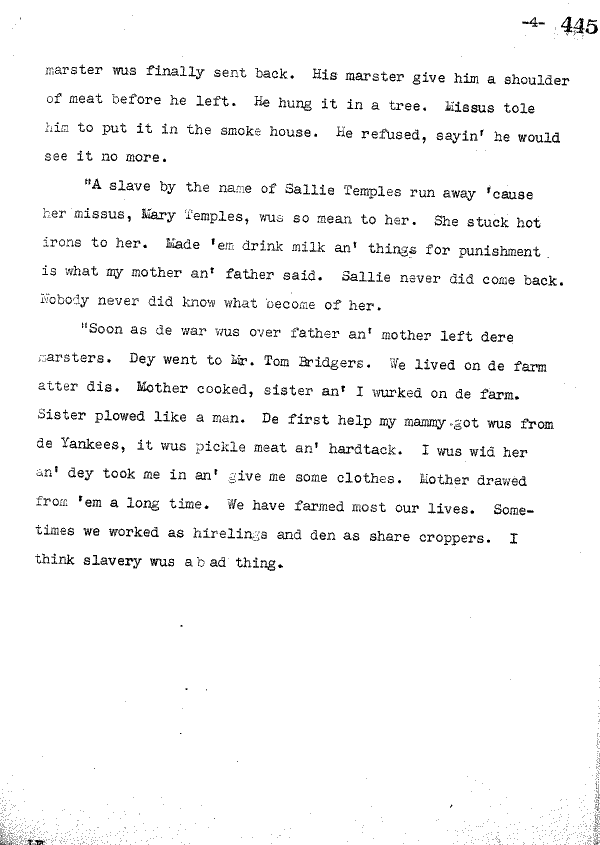 -4- 445
marster wus finally sent back. His marster give him a shoulder
of meat before he left. He hung it in a tree. Missus tole
him to put it in the smoke house. He refused, sayin' he would
see it no more.
"A slave by the name of Sallie Temples run away 'cause
her missus, Mary Temples, wus so mean to her. She stuck hot
irons to her. Made 'em drink milk an' things for punishment
is what my mother an' father said. Sallie never did come back.
Nobody never did know what become of her.
"Soon as de war wus over father an' mother left dere
marsters. Dey went to Mr. Tom Bridgers. We lived on de farm
atter dis. Mother cooked, sister an' I wurked on de farm.
Sister plowed like a man. De first help my mammy got wus from
de Yankees, it wus pickle meat an' hardtack. I wus wid her
an' dey took me in an' give me some clothes. Mother drawed
from 'em a long time. We have farmed most our lives. Some-
times we worked as hirelings and den as share croppers. I
think slavery wus a b ad thing.